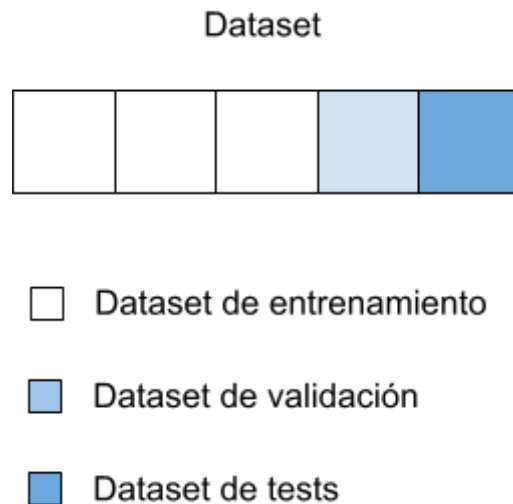 Dataset
Dataset de entrenamiento
Dataset de validación
Dataset de tests